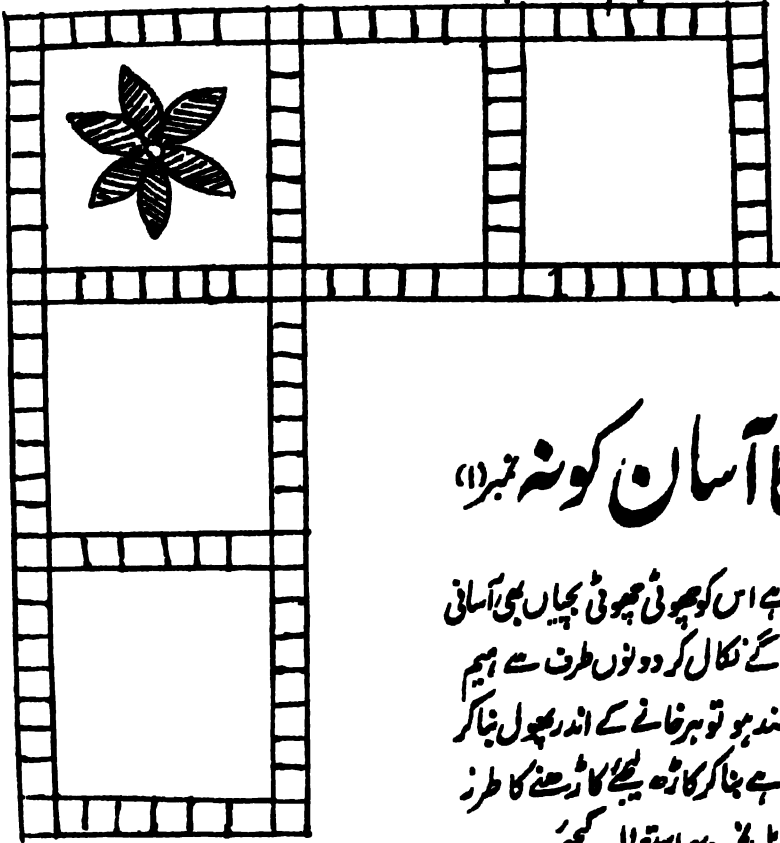 آسان کونہ نمبر (۱)
ہے اس کو چھوٹی چھوٹی بچیاں بھی آسانی
گے نکال کر دونوں طرف سے ہیم
ہو تو ہر خانے کے اندر پھول بنا کر
ہے بنا کر کاڑھ لیجئے کاڑھنے کا طرز